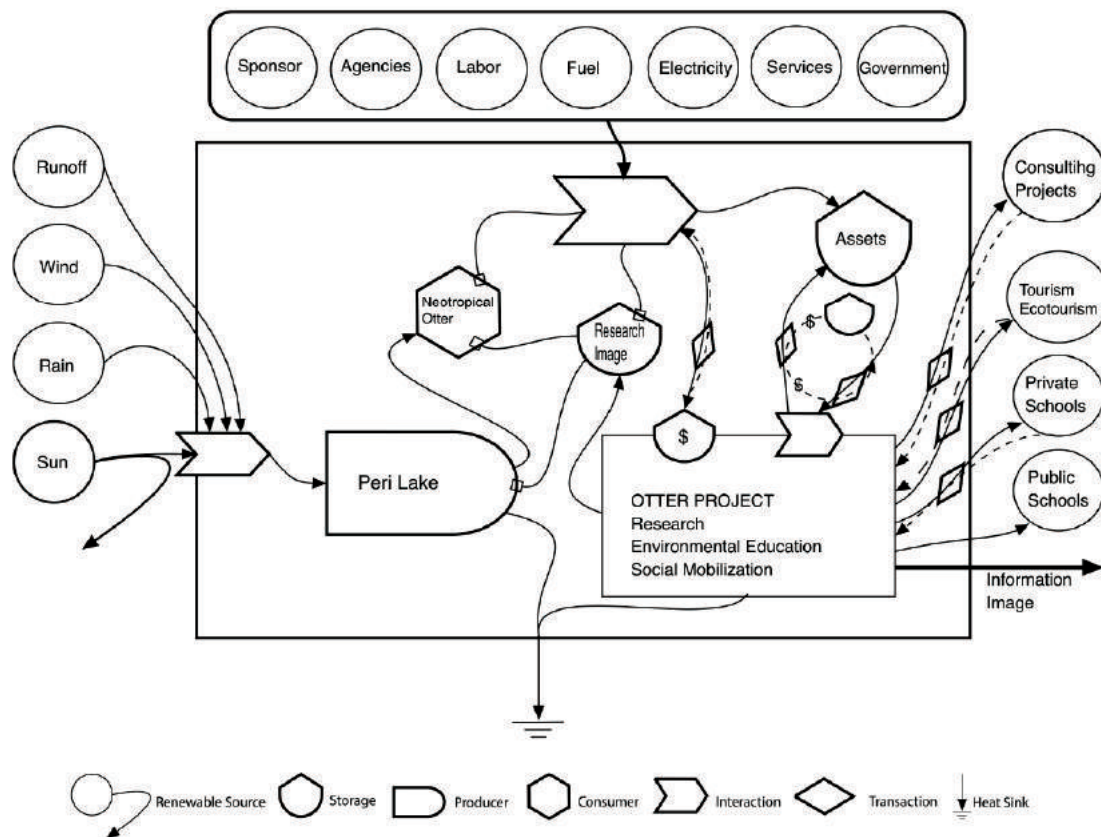 Sponsor
Agencies
Labor
Fuel
Electricity
Services
Government
Runoff
Wind
Rain
Sun
Peri Lake
Neotropical
Otter
Research
Image
Assets
$
$
$
OTTER PROJECT
Research
Environmental Education
Social Mobilization
Consulting
Projects
Tourism
Ecotourism
Private
Schools
Public
Schools
Information
Image
Renewable Source
Storage
Producer
Consumer
Interaction
Transaction
Heat Sink